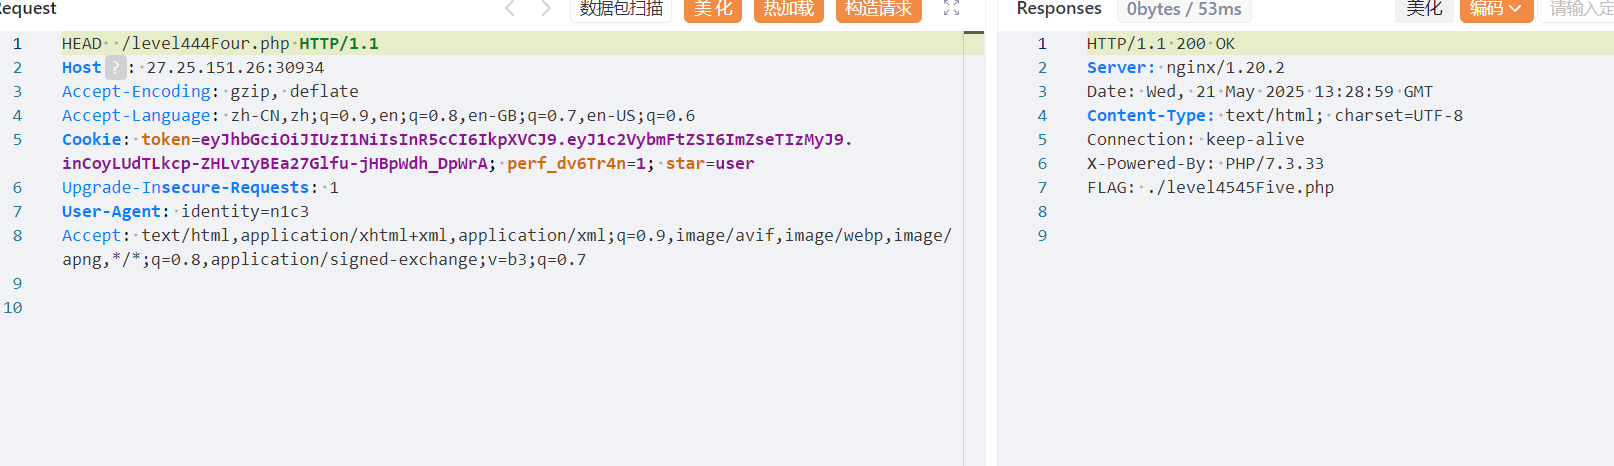 Request 数据包扫描 美化 热加载 构造请求 Responses 0bytes / 53ms 美化 编码 请输入定
1 HEAD  /level444Four.php HTTP/1.1
2 Host ? : 27.25.151.26:30934
3 Accept-Encoding: gzip, deflate
4 Accept-Language: zh-CN,zh;q=0.9,en;q=0.8,en-GB;q=0.7,en-US;q=0.6
5 Cookie: token=eyJhbGciOiJIUzI1NiIsInR5cCI6IkpXVCJ9.eyJ1c2VybmFtZSI6ImZseTIzMyJ9.
inCoyLUdTLkcp-ZHLvIyBEa27Glfu-jHBpWdh_DpWrA; perf_dv6Tr4n=1; star=user
6 Upgrade-Insecure-Requests: 1
7 User-Agent: identity=n1c3
8 Accept: text/html,application/xhtml+xml,application/xml;q=0.9,image/avif,image/webp,image/
apng,*/*;q=0.8,application/signed-exchange;v=b3;q=0.7
9
10
1 HTTP/1.1 200 OK
2 Server: nginx/1.20.2
3 Date: Wed, 21 May 2025 13:28:59 GMT
4 Content-Type: text/html; charset=UTF-8
5 Connection: keep-alive
6 X-Powered-By: PHP/7.3.33
7 FLAG: ./level4545Five.php
8
9